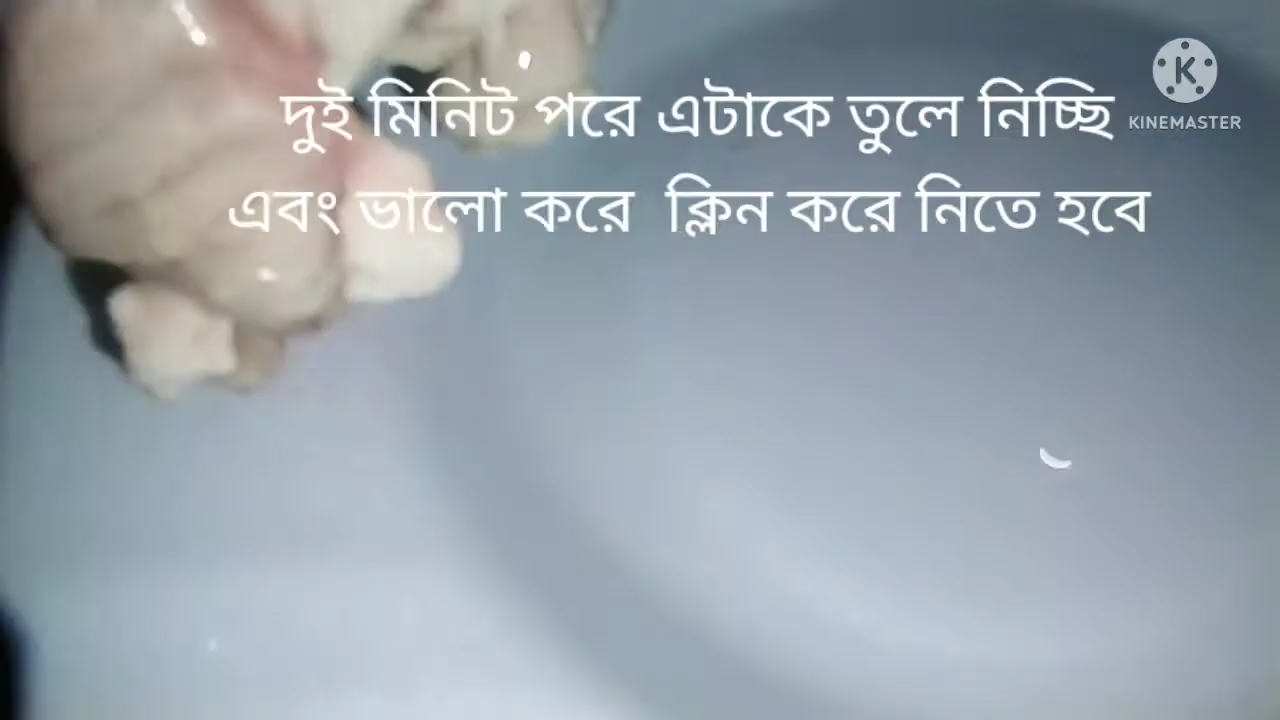 দুই মিনিট পরে এটাকে তুলে নিচ্ছি
এবং ভালো করে ক্লিন করে নিতে হবে
K
KINEMASTER